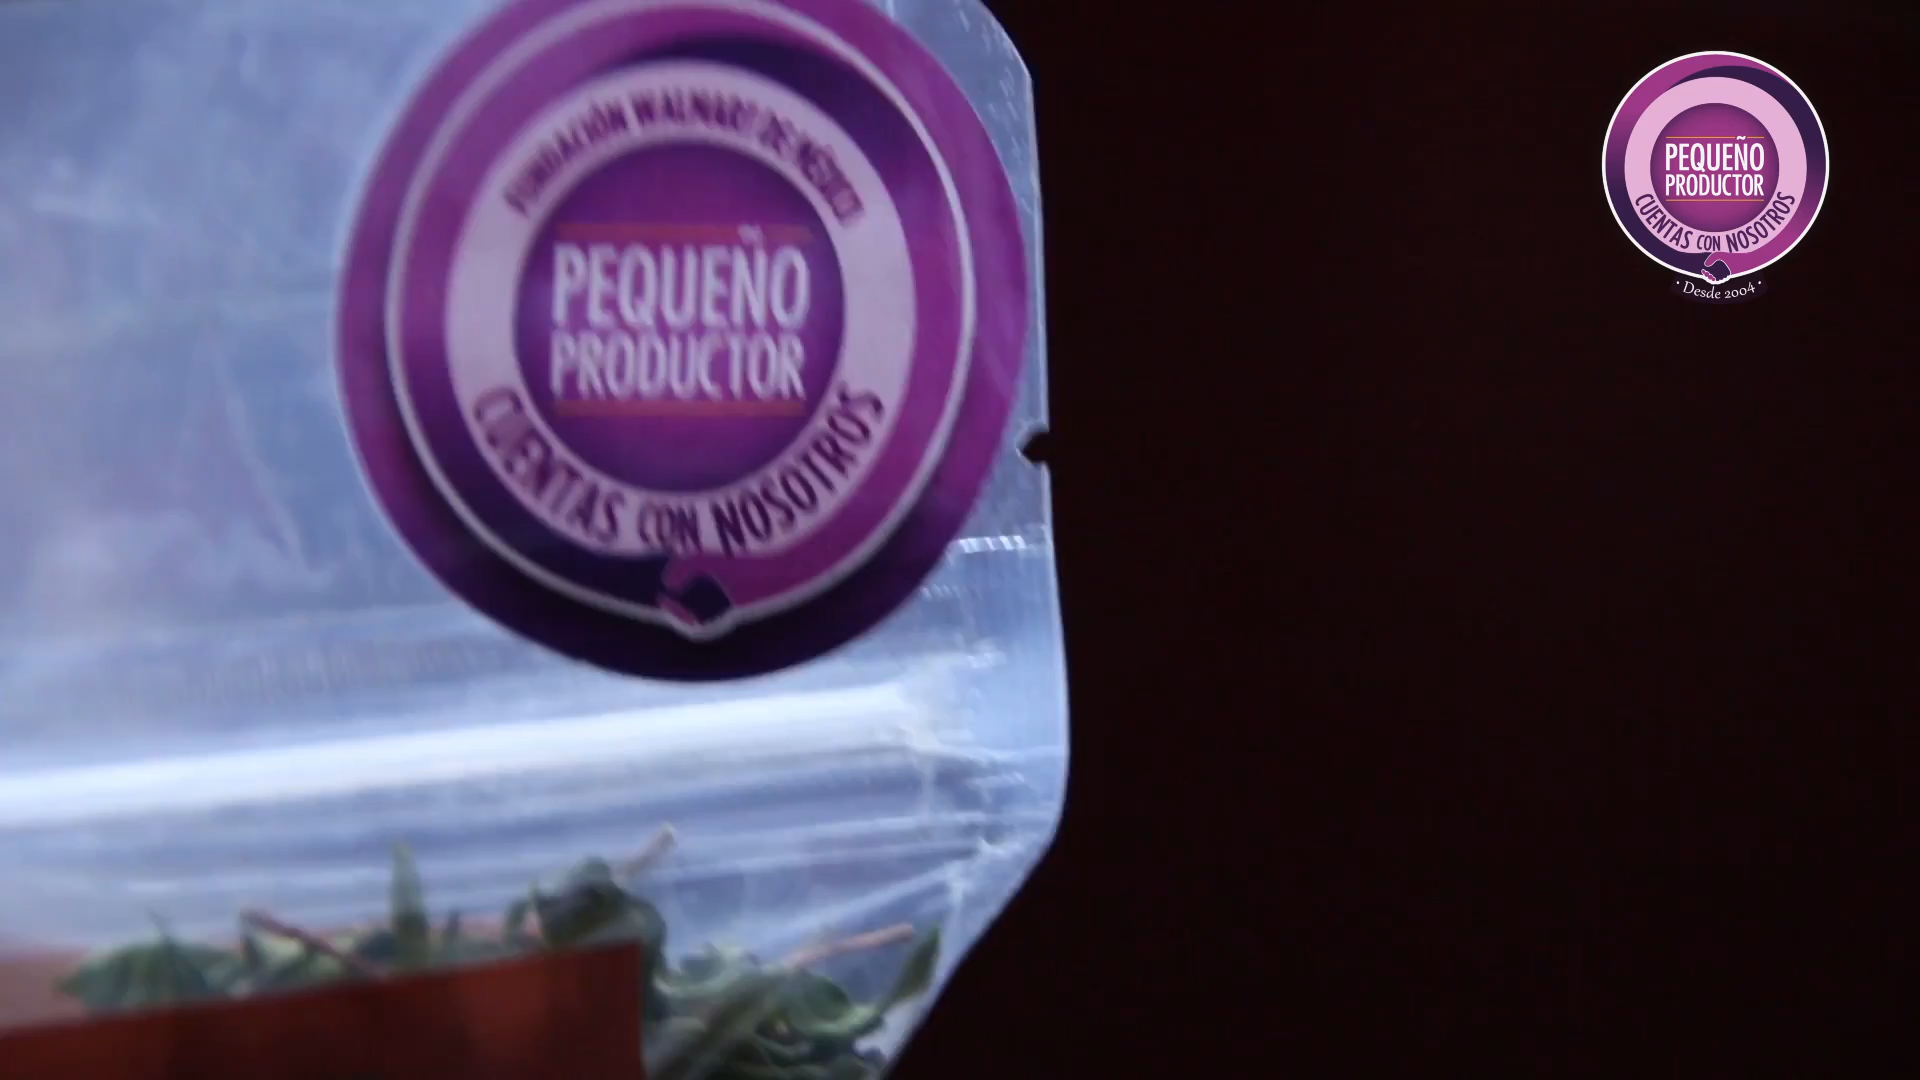 FUNDACIÓN WALMART DE MÉXICO
PEQUEÑO
PRODUCTOR
CUENTAS CON NOSOTROS
PEQUEÑO
PRODUCTOR
CUENTAS CON NOSOTROS
• Desde 2004 •